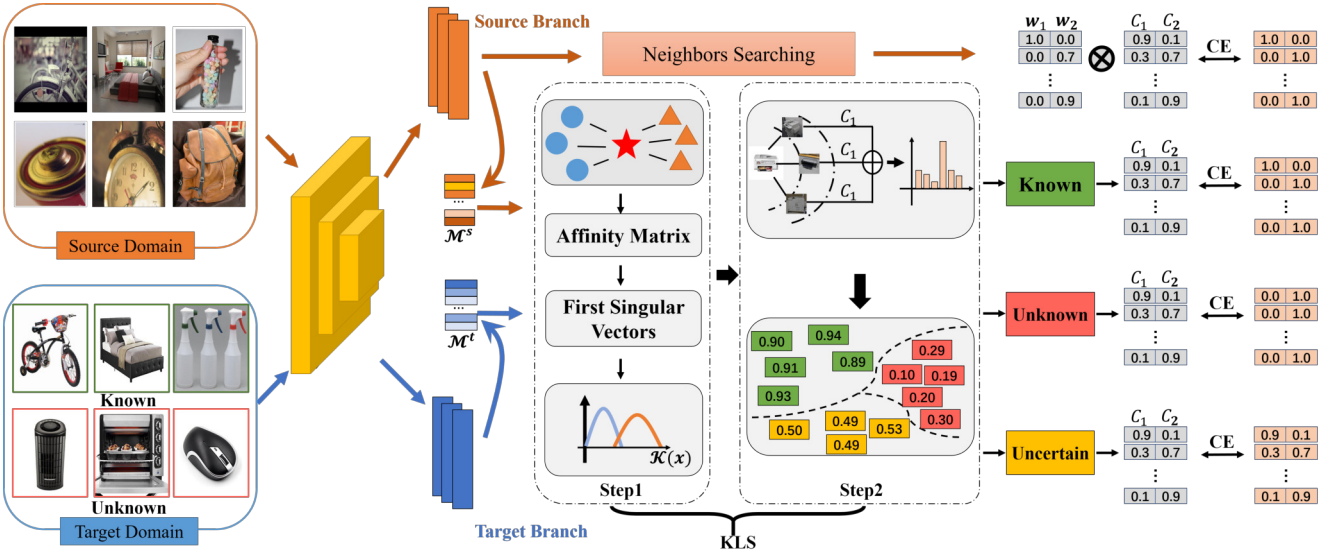 Source Domain
Known
Unknown
Target Domain
Source Branch
ℳˢ
ℳᵗ
Target Branch
Neighbors Searching
Affinity Matrix
First Singular
Vectors
𝒦(x)
Step1
C₁
C₁
C₁
0.90
0.94
0.91
0.89
0.93
0.29
0.10
0.19
0.20
0.30
0.50
0.49
0.49
0.53
Step2
KLS
w₁ w₂ C₁ C₂
1.0 0.0 0.9 0.1 CE 1.0 0.0
0.0 0.7 0.3 0.7 0.0 1.0
⋮ ⋮ ⋮
0.0 0.9 0.1 0.9 0.0 1.0
Known
C₁ C₂
0.9 0.1 CE 1.0 0.0
0.3 0.7 0.0 1.0
⋮ ⋮
0.1 0.9 0.0 1.0
Unknown
C₁ C₂
0.9 0.1 CE 0.0 1.0
0.3 0.7 0.0 1.0
⋮ ⋮
0.1 0.9 0.0 1.0
Uncertain
C₁ C₂
0.9 0.1 CE 0.9 0.1
0.3 0.7 0.3 0.7
⋮ ⋮
0.1 0.9 0.1 0.9
...
...